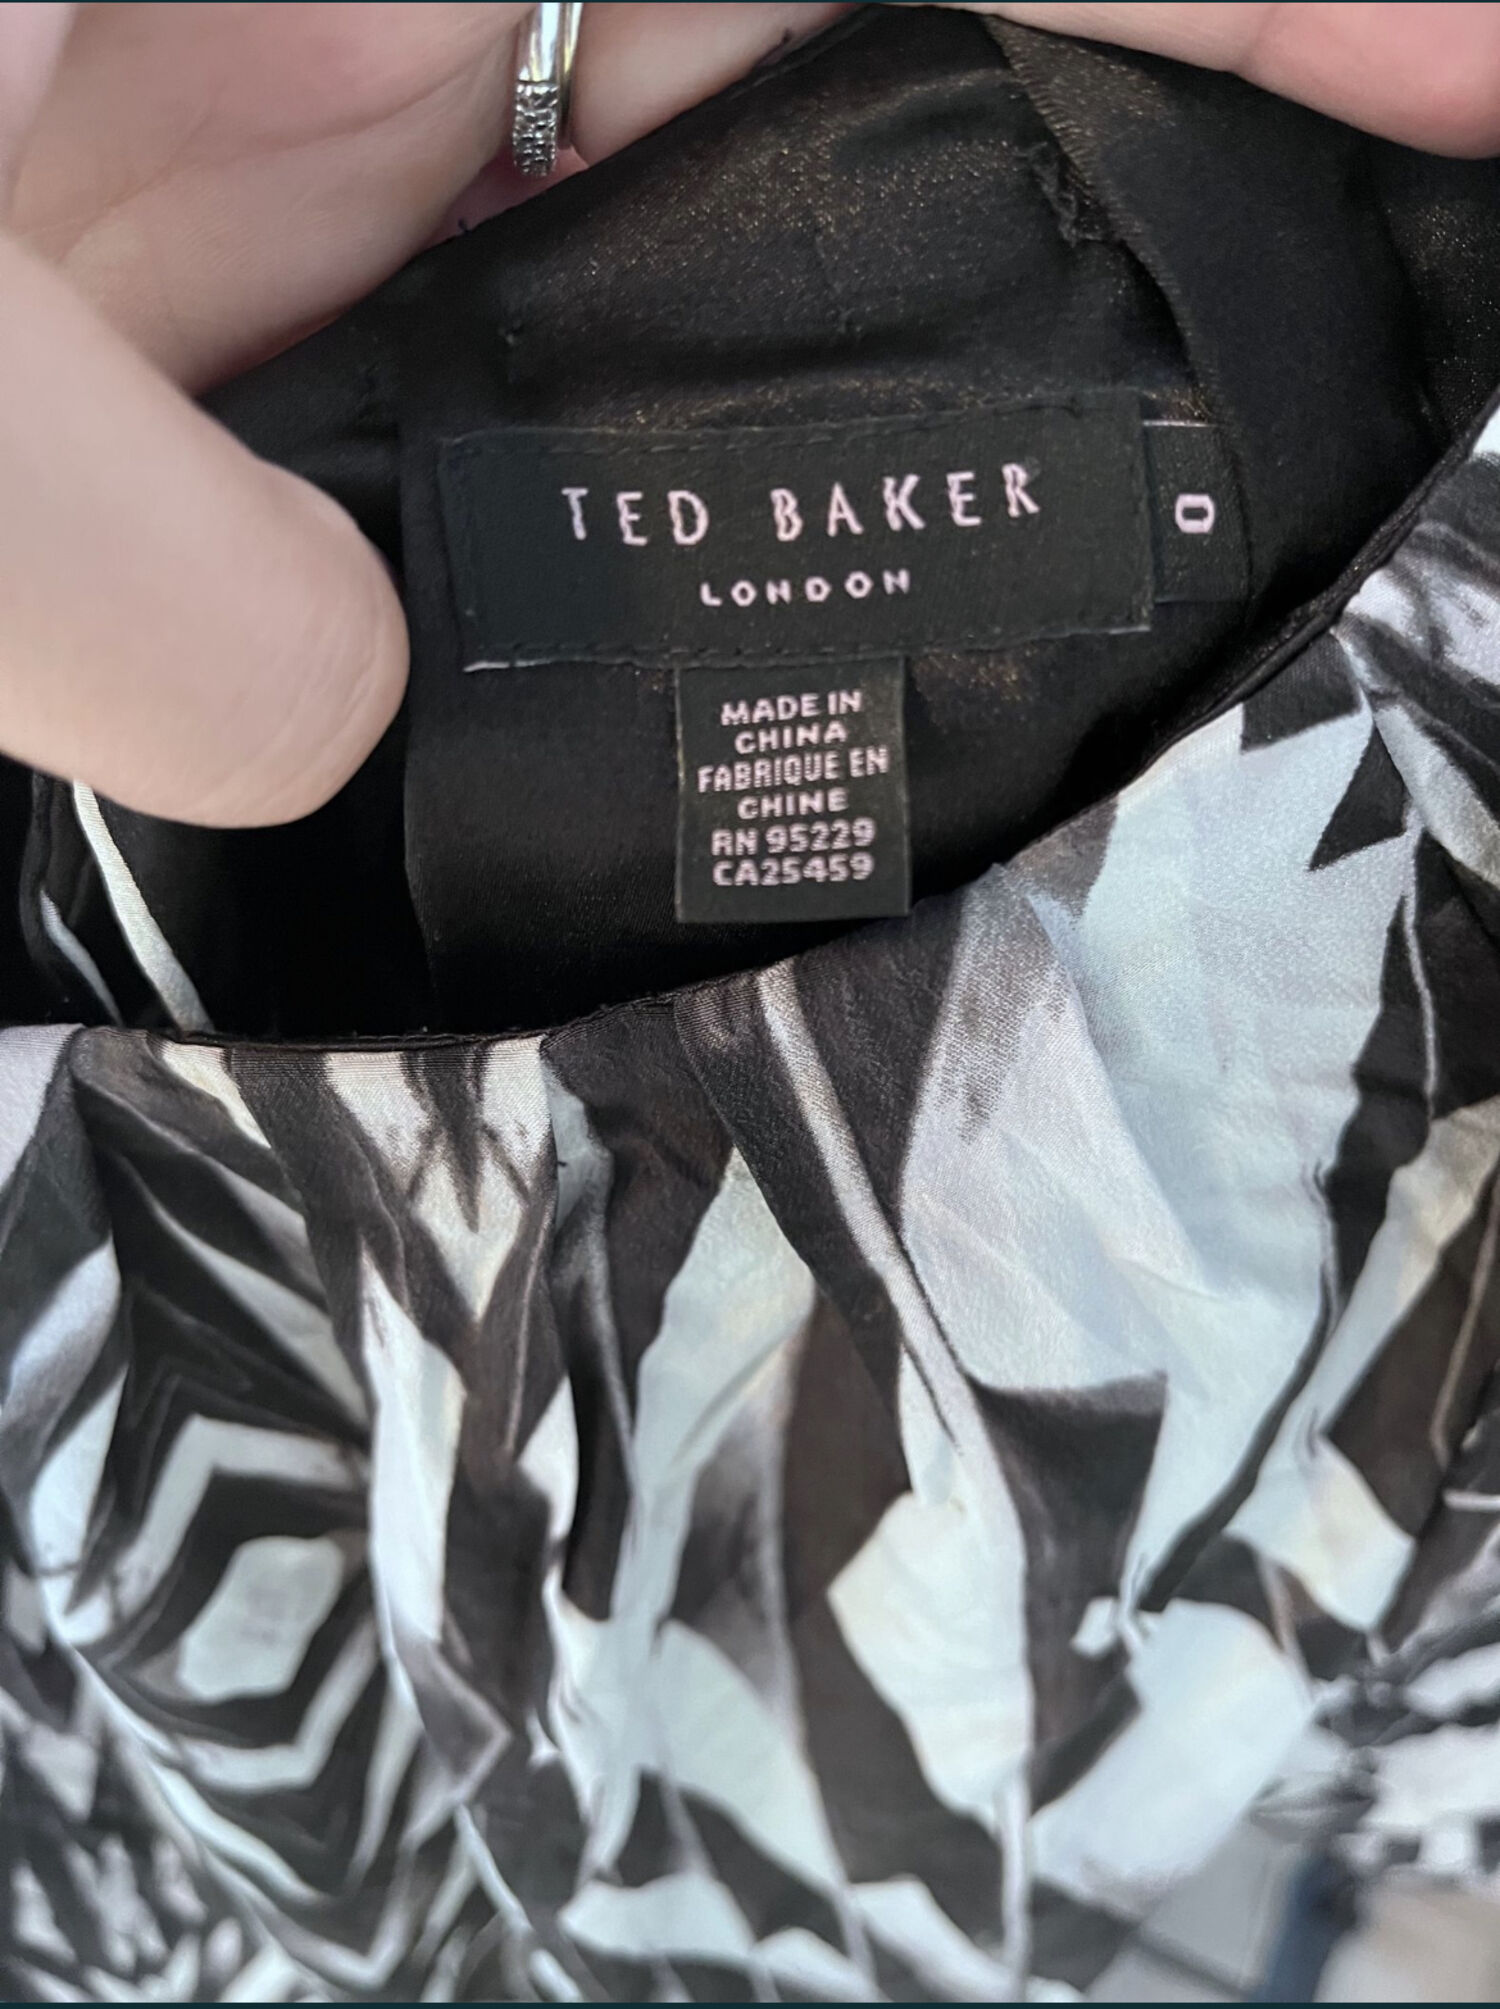 TED BAKER
LONDON
0
MADE IN
CHINA
FABRIQUE EN
CHINE
RN 95229
CA25459